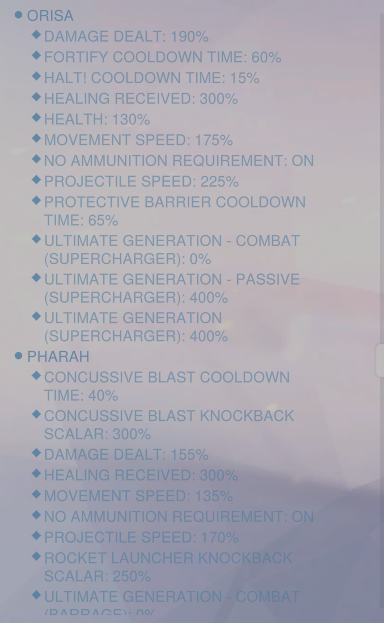 ORISA
DAMAGE DEALT: 190%
FORTIFY COOLDOWN TIME: 60%
HALT! COOLDOWN TIME: 15%
HEALING RECEIVED: 300%
HEALTH: 130%
MOVEMENT SPEED: 175%
NO AMMUNITION REQUIREMENT: ON
PROJECTILE SPEED: 225%
PROTECTIVE BARRIER COOLDOWN
TIME: 65%
ULTIMATE GENERATION - COMBAT
(SUPERCHARGER): 0%
ULTIMATE GENERATION - PASSIVE
(SUPERCHARGER): 400%
ULTIMATE GENERATION
(SUPERCHARGER): 400%
PHARAH
CONCUSSIVE BLAST COOLDOWN
TIME: 40%
CONCUSSIVE BLAST KNOCKBACK
SCALAR: 300%
DAMAGE DEALT: 155%
HEALING RECEIVED: 300%
MOVEMENT SPEED: 135%
NO AMMUNITION REQUIREMENT: ON
PROJECTILE SPEED: 170%
ROCKET LAUNCHER KNOCKBACK
SCALAR: 250%
ULTIMATE GENERATION - COMBAT
(BARRAGE): 0%